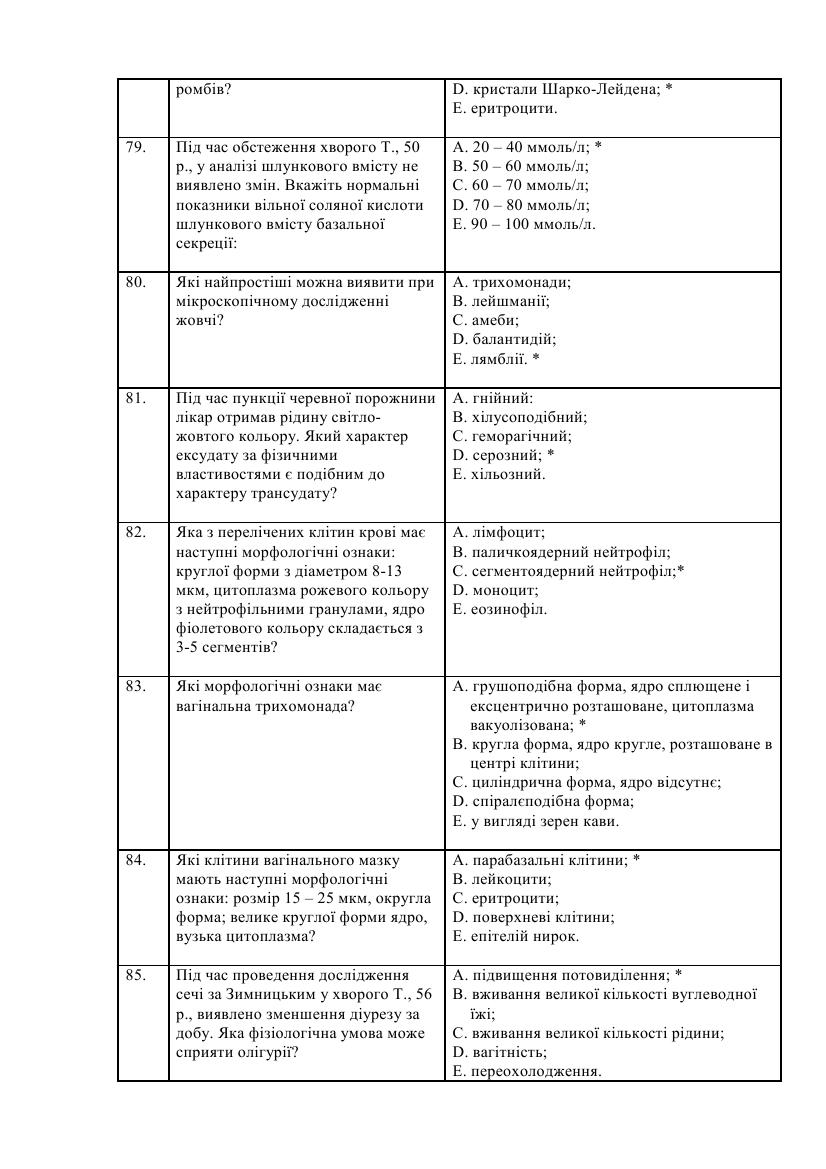 ромбів?
D. кристали Шарко-Лейдена; *
E. еритроцити.
79.
Під час обстеження хворого Т., 50
р., у аналізі шлункового вмісту не
виявлено змін. Вкажіть нормальні
показники вільної соляної кислоти
шлункового вмісту базальної
секреції:
A. 20 – 40 ммоль/л; *
B. 50 – 60 ммоль/л;
C. 60 – 70 ммоль/л;
D. 70 – 80 ммоль/л;
E. 90 – 100 ммоль/л.
80.
Які найпростіші можна виявити при
мікроскопічному дослідженні
жовчі?
A. трихомонади;
B. лейшманії;
C. амеби;
D. балантидій;
E. лямблії. *
81.
Під час пункції черевної порожнини
лікар отримав рідину світло-
жовтого кольору. Який характер
ексудату за фізичними
властивостями є подібним до
характеру трансудату?
A. гнійний:
B. хілусоподібний;
C. геморагічний;
D. серозний; *
E. хільозний.
82.
Яка з перелічених клітин крові має
наступні морфологічні ознаки:
круглої форми з діаметром 8-13
мкм, цитоплазма рожевого кольору
з нейтрофільними гранулами, ядро
фіолетового кольору складається з
3-5 сегментів?
A. лімфоцит;
B. паличкоядерний нейтрофіл;
C. сегментоядерний нейтрофіл;*
D. моноцит;
E. еозинофіл.
83.
Які морфологічні ознаки має
вагінальна трихомонада?
A. грушоподібна форма, ядро сплющене і
ексцентрично розташоване, цитоплазма
вакуолізована; *
B. кругла форма, ядро кругле, розташоване в
центрі клітини;
C. циліндрична форма, ядро відсутнє;
D. спіралєподібна форма;
E. у вигляді зерен кави.
84.
Які клітини вагінального мазку
мають наступні морфологічні
ознаки: розмір 15 – 25 мкм, округла
форма; велике круглої форми ядро,
вузька цитоплазма?
A. парабазальні клітини; *
B. лейкоцити;
C. еритроцити;
D. поверхневі клітини;
E. епітелій нирок.
85.
Під час проведення дослідження
сечі за Зимницьким у хворого Т., 56
р., виявлено зменшення діурезу за
добу. Яка фізіологічна умова може
сприяти олігурії?
A. підвищення потовиділення; *
B. вживання великої кількості вуглеводної
їжі;
C. вживання великої кількості рідини;
D. вагітність;
E. переохолодження.